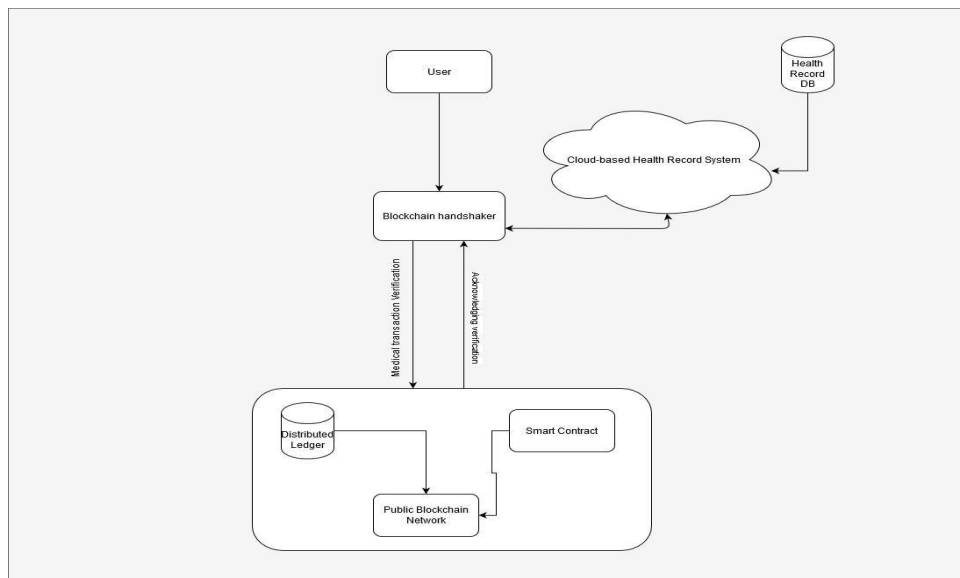 User
Health
Record
DB
Cloud-based Health Record System
Blockchain handshaker
Medical transaction Verification
Acknowledging verification
Distributed
Ledger
Smart Contract
Public Blockchain
Network